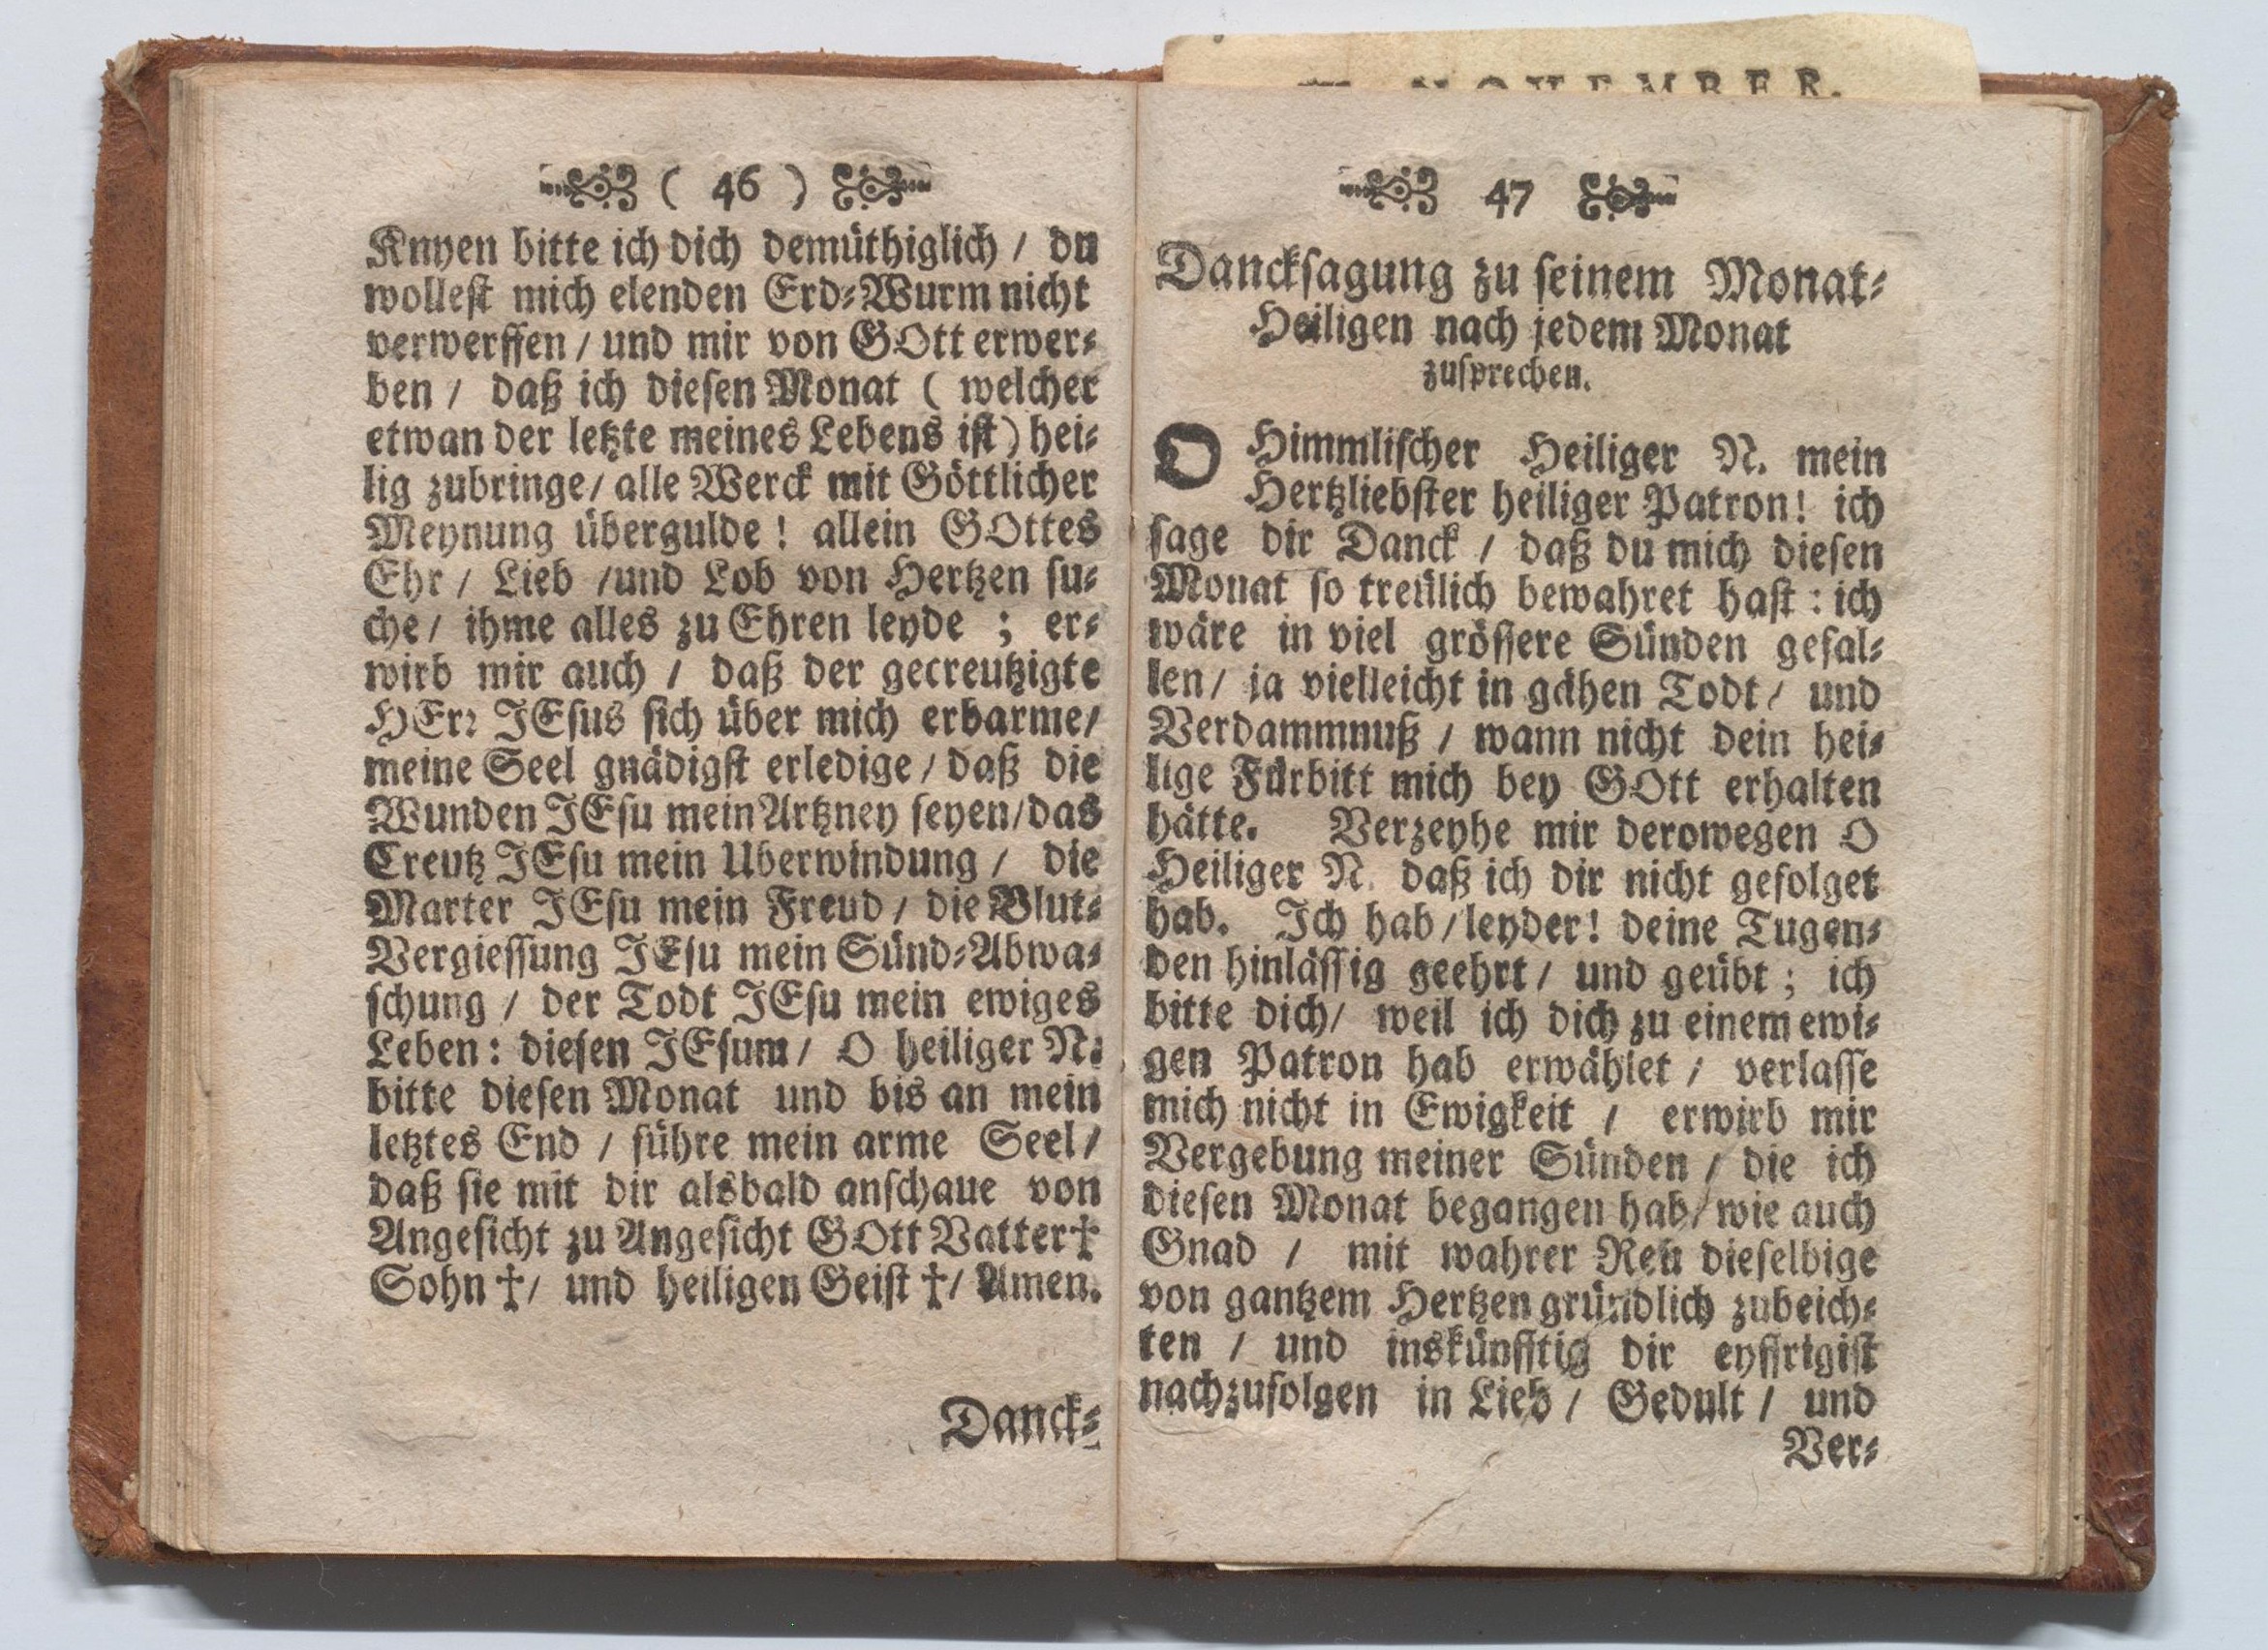 NOVEMBER.
( 46 )
Knyen bitte ich dich demüthiglich / du
wollest mich elenden Erd-Wurm nicht
verwerffen / und mir von GOtt erwer-
ben / daß ich diesen Monat ( welcher
etwan der letzte meines Lebens ist ) hei-
lig zubringe / alle Werck mit Göttlicher
Meynung übergulde ! allein GOttes
Ehr / Lieb / und Lob von Hertzen su-
che / ihme alles zu Ehren leyde ; er-
wirb mir auch / daß der gecreutzigte
HErr JEsus sich über mich erbarme /
meine Seel gnädigst erledige / daß die
Wunden JEsu mein Artzney seyen / das
Creutz JEsu mein Uberwindung / die
Marter JEsu mein Freud / die Blut-
Vergiessung JEsu mein Sünd-Abwa-
schung / der Todt JEsu mein ewiges
Leben : diesen JEsum / O heiliger N.
bitte diesen Monat und bis an mein
letztes End / führe mein arme Seel /
daß sie mit dir alsbald anschaue von
Angesicht zu Angesicht GOtt Vatter †
Sohn † / und heiligen Geist † / Amen.
Danck-
47
Dancksagung zu seinem Monat-
Heiligen nach jedem Monat
zusprechen.
O Himmlischer Heiliger N. mein
Hertzliebster heiliger Patron! ich
sage dir Danck / daß du mich diesen
Monat so treülich bewahret hast : ich
wäre in viel grössere Sünden gefal-
len / ja vielleicht in gähen Todt / und
Verdammnuß / wann nicht dein hei-
lige Fürbitt mich bey GOtt erhalten
hätte. Verzeyhe mir derowegen O
Heiliger N. daß ich dir nicht gefolget
hab. Ich hab / leyder! deine Tugen-
den hinlässig geehrt / und geübt ; ich
bitte dich / weil ich dich zu einem ewi-
gen Patron hab erwählet / verlasse
mich nicht in Ewigkeit / erwirb mir
Vergebung meiner Sünden / die ich
diesen Monat begangen hab / wie auch
Gnad / mit wahrer Reü dieselbige
von gantzem Hertzen gründlich zubeich-
ten / und inskünfftig dir eyffrigist
nachzufolgen in Lieb / Gedult / und
Ver-